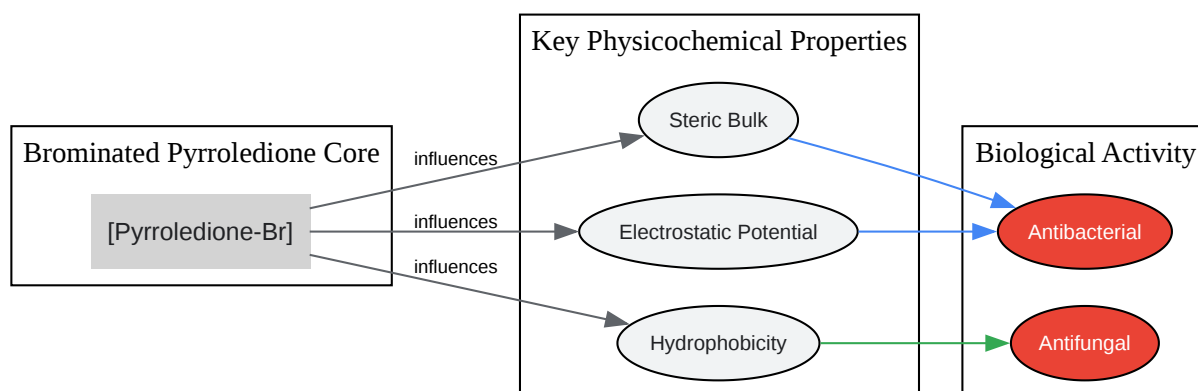 Key Physicochemical Properties
Brominated Pyrroledione Core
Biological Activity
[Pyrroledione-Br]
influences
influences
influences
Steric Bulk
Electrostatic Potential
Hydrophobicity
Antibacterial
Antifungal